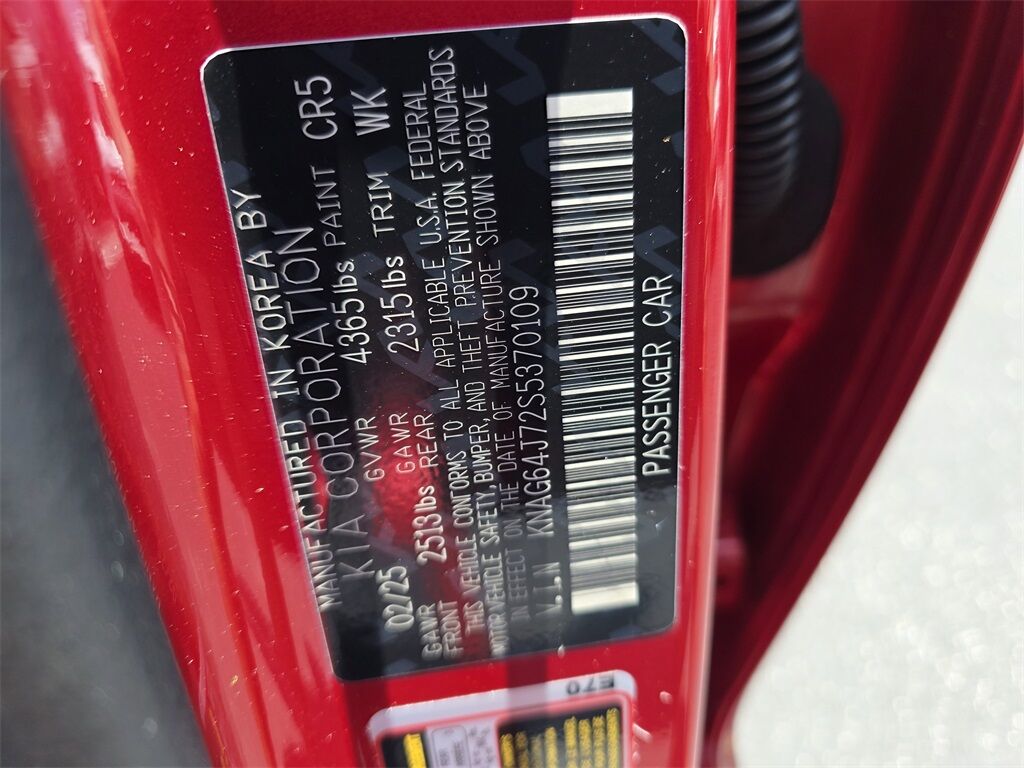 MANUFACTURED IN KOREA BY
KIA CORPORATION
02/25 GVWR 4365lbs PAINT CR5
GAWR FRONT 2513lbs GAWR REAR 2315lbs TRIM WK
THIS VEHICLE CONFORMS TO ALL APPLICABLE U.S.A. FEDERAL
MOTOR VEHICLE SAFETY, BUMPER, AND THEFT PREVENTION STANDARDS
IN EFFECT ON THE DATE OF MANUFACTURE SHOWN ABOVE
V.I.N KNAG64J72S5370109
PASSENGER CAR
E70